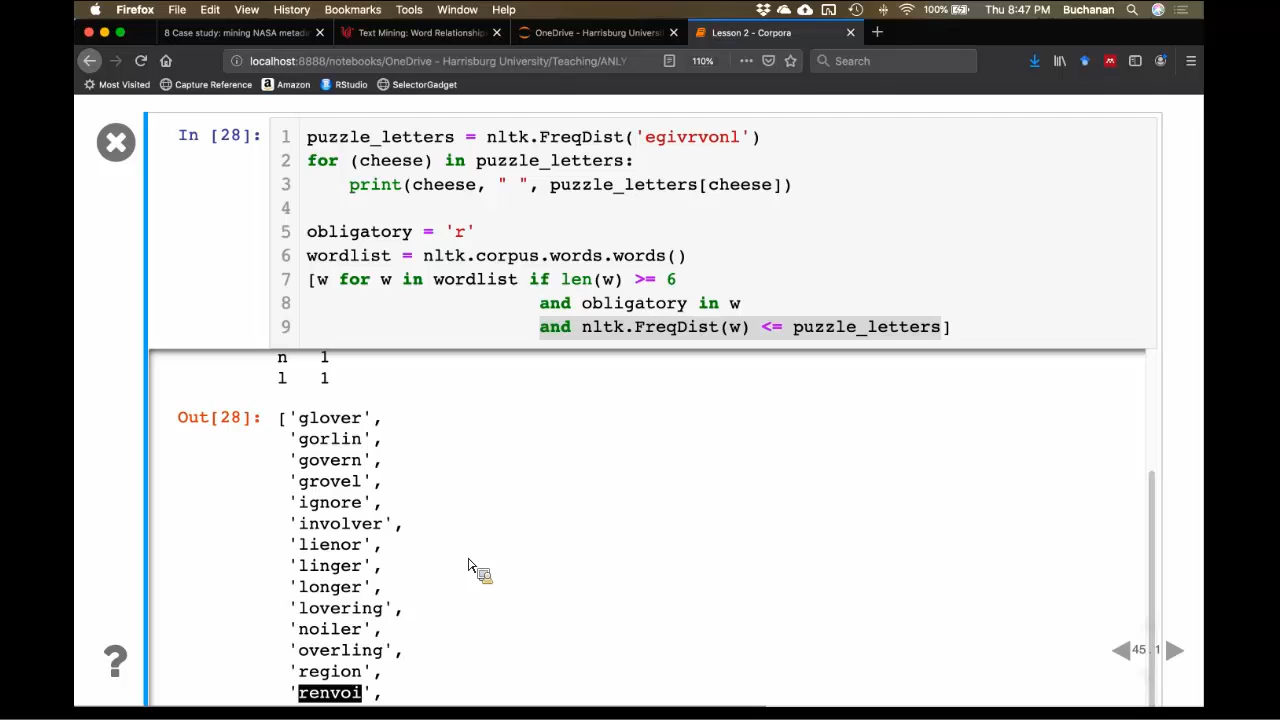 Firefox File Edit View History Bookmarks Tools Window Help 100% Thu 8:47 PM Buchanan
8 Case study: mining NASA metad Text Mining: Word Relationship OneDrive - Harrisburg Universi Lesson 2 - Corpora
localhost:8888/notebooks/OneDrive - Harrisburg University/Teaching/ANLY 110% Search
Most Visited Capture Reference Amazon RStudio SelectorGadget
In [28]:
1 puzzle_letters = nltk.FreqDist('egivrvonl')
2 for (cheese) in puzzle_letters:
3 print(cheese, " ", puzzle_letters[cheese])
4
5 obligatory = 'r'
6 wordlist = nltk.corpus.words.words()
7 [w for w in wordlist if len(w) >= 6
8 and obligatory in w
9 and nltk.FreqDist(w) <= puzzle_letters]
n 1
l 1
Out[28]: ['glover',
'gorlin',
'govern',
'grovel',
'ignore',
'involver',
'lienor',
'linger',
'longer',
'lovering',
'noiler',
'overling',
'region',
'renvoi',
?
45.1